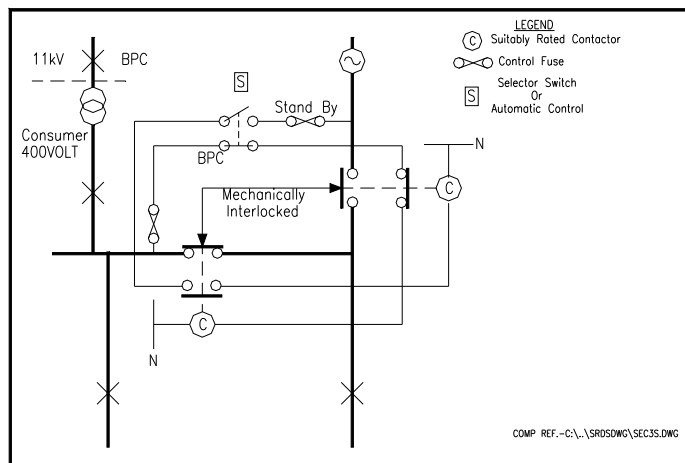 LEGEND
C Suitably Rated Contactor
Control Fuse
S Selector Switch
Or
Automatic Control
11kV BPC
S
Stand By
Consumer
400VOLT
BPC
N
Mechanically
Interlocked
C
C
N
COMP REF.-C:\..\SRDSDWG\SEC3S.DWG